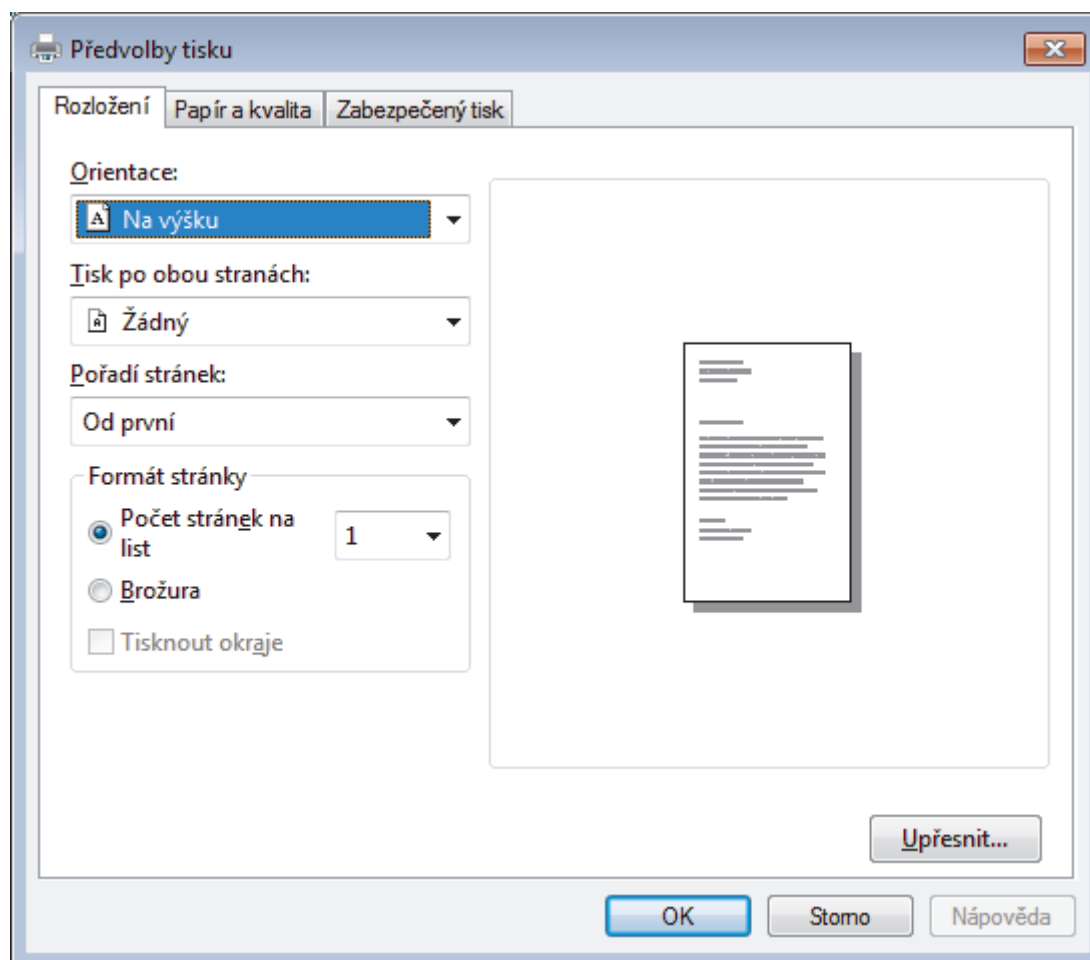 Předvolby tisku
Rozložení
Papír a kvalita
Zabezpečený tisk
Orientace:
Na výšku
Tisk po obou stranách:
Žádný
Pořadí stránek:
Od první
Formát stránky
Počet stránek na
list
1
Brožura
Tisknout okraje
Upřesnit...
OK
Storno
Nápověda